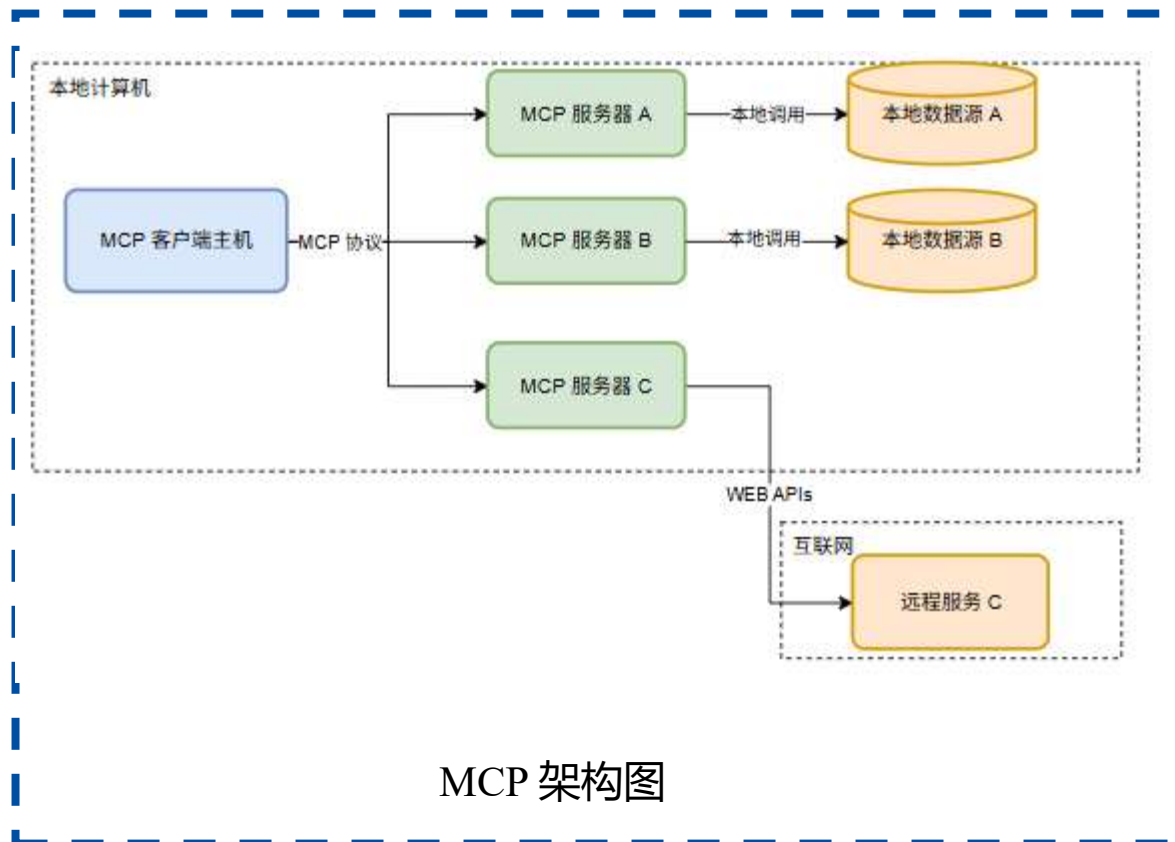 本地计算机
MCP 服务器 A
本地调用
本地数据源 A
MCP 客户端主机
MCP 协议
MCP 服务器 B
本地调用
本地数据源 B
MCP 服务器 C
WEB APIs
互联网
远程服务 C
MCP 架构图